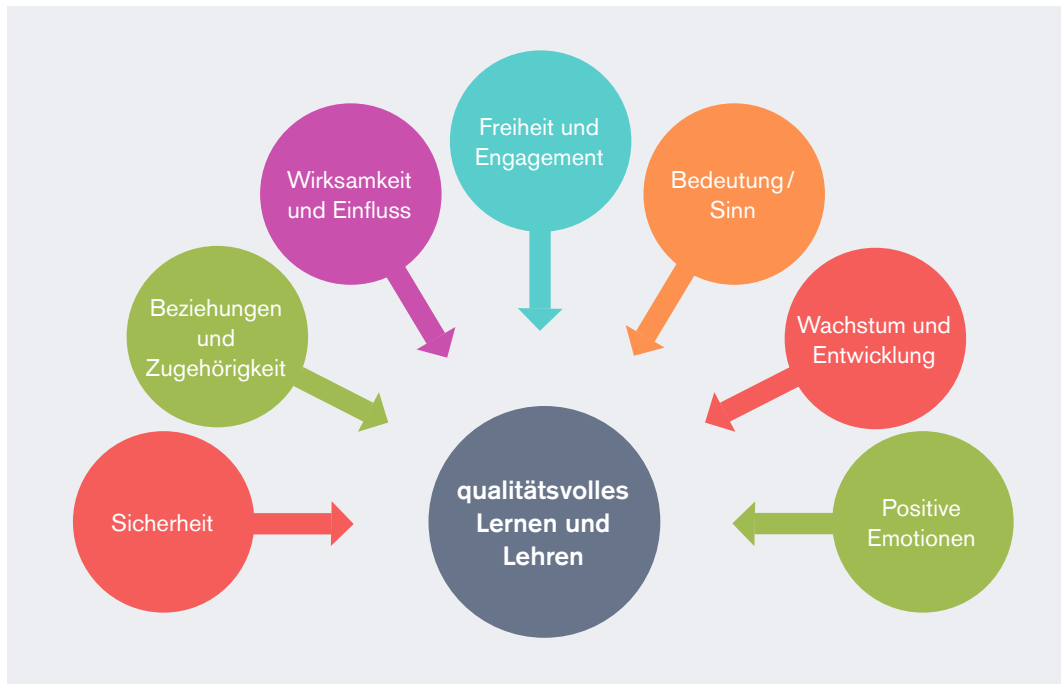 Freiheit und
Engagement
Wirksamkeit
und Einfluss
Bedeutung /
Sinn
Beziehungen
und
Zugehörigkeit
Wachstum und
Entwicklung
Sicherheit
qualitätsvolles
Lernen und
Lehren
Positive
Emotionen